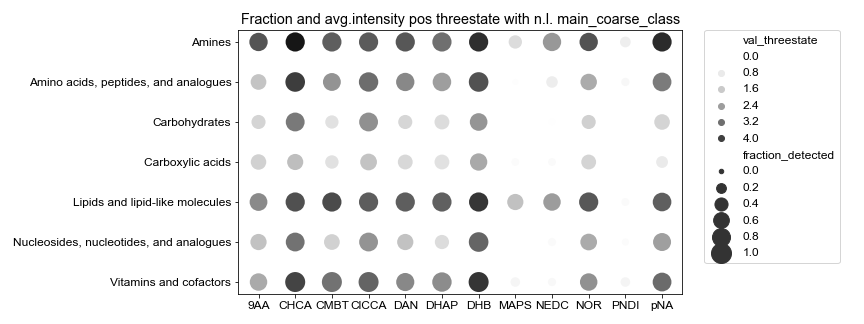 Fraction and avg.intensity pos threestate with n.l. main_coarse_class
Amines
Amino acids, peptides, and analogues
Carbohydrates
Carboxylic acids
Lipids and lipid-like molecules
Nucleosides, nucleotides, and analogues
Vitamins and cofactors
9AA CHCA CMBT ClCCA DAN DHAP DHB MAPS NEDC NOR PNDI pNA
val_threestate
0.0
0.8
1.6
2.4
3.2
4.0
fraction_detected
0.0
0.2
0.4
0.6
0.8
1.0